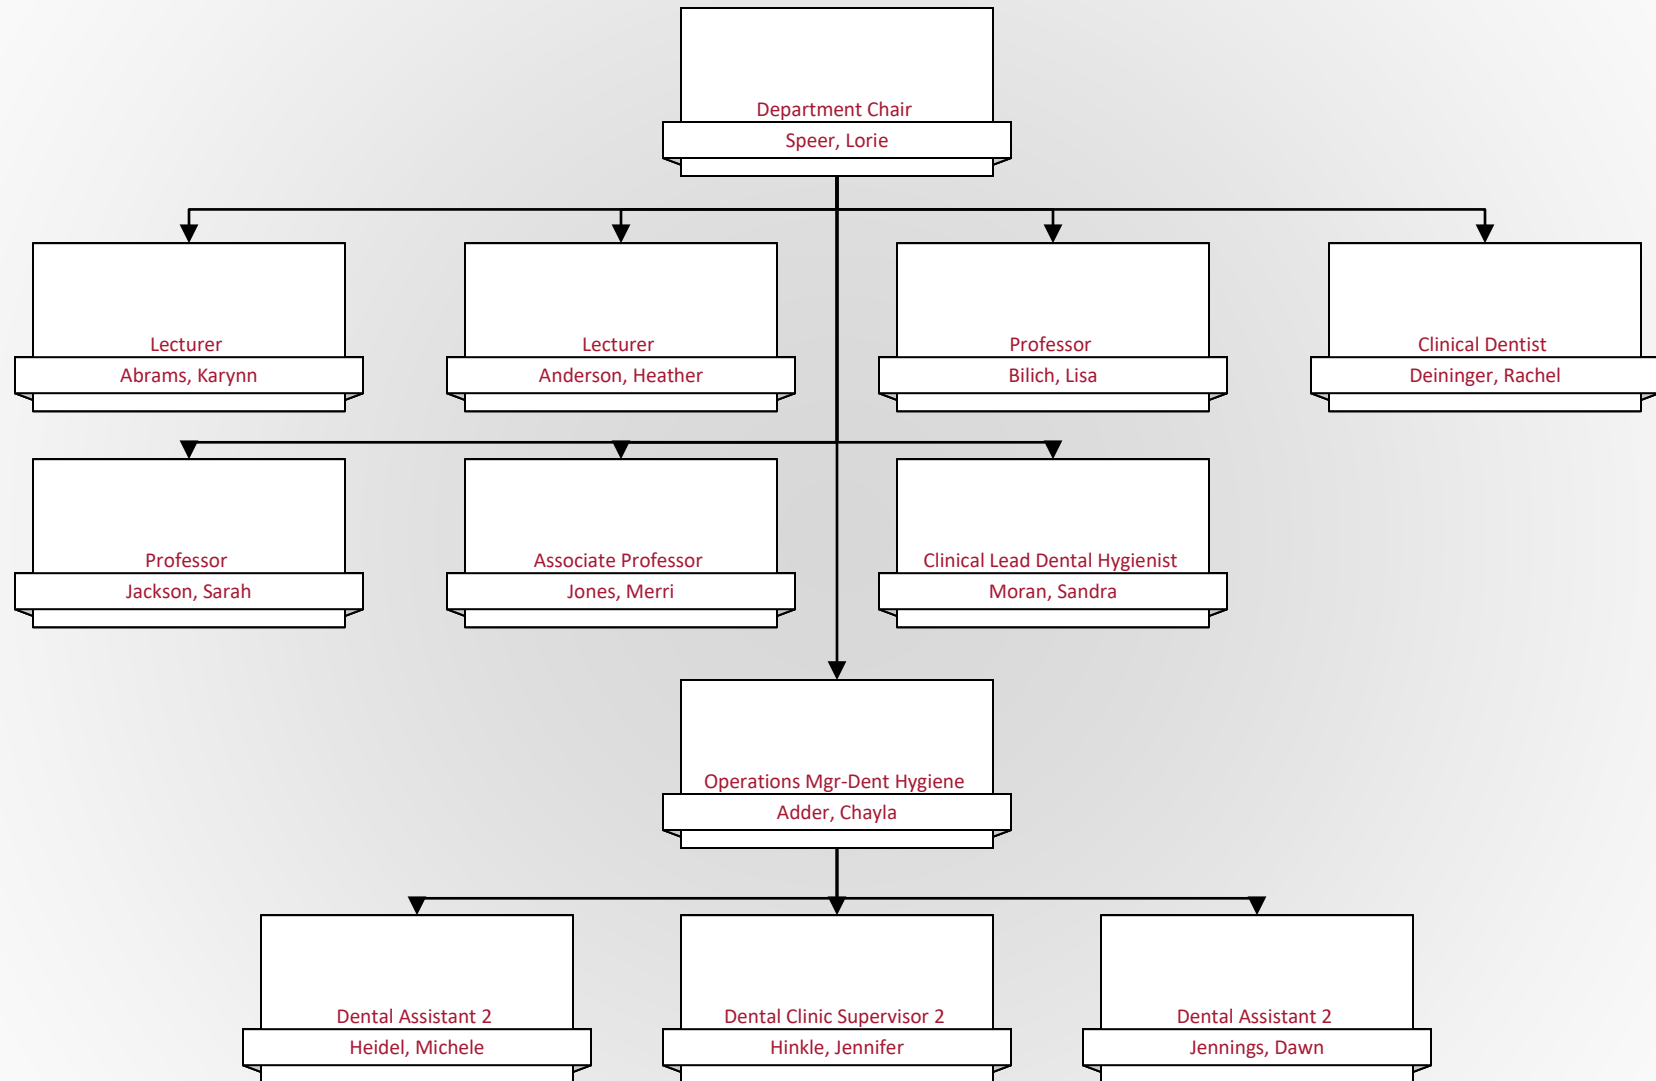 Department Chair
Speer, Lorie
Lecturer
Abrams, Karynn
Lecturer
Anderson, Heather
Professor
Bilich, Lisa
Clinical Dentist
Deininger, Rachel
Professor
Jackson, Sarah
Associate Professor
Jones, Merri
Clinical Lead Dental Hygienist
Moran, Sandra
Operations Mgr-Dent Hygiene
Adder, Chayla
Dental Assistant 2
Heidel, Michele
Dental Clinic Supervisor 2
Hinkle, Jennifer
Dental Assistant 2
Jennings, Dawn